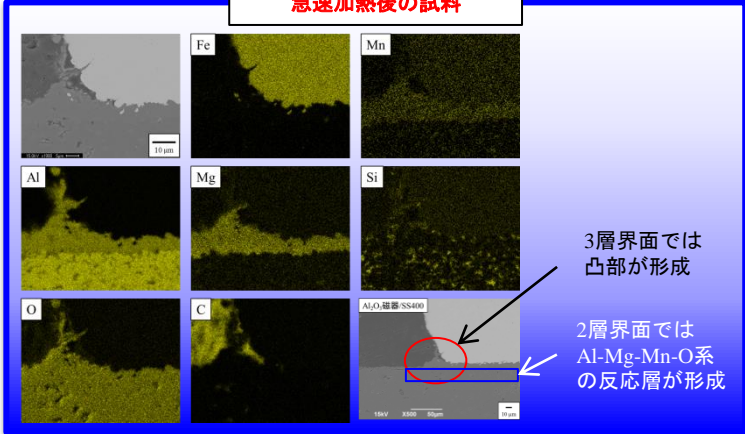 急速加熱後の試料
Fe
Mn
10 μm
Al
Mg
Si
3層界面では
凸部が形成
O
C
Al₂O₃磁器/SS400
2層界面では
Al-Mg-Mn-O系
の反応層が形成
15kV X500 50μm
10 μm